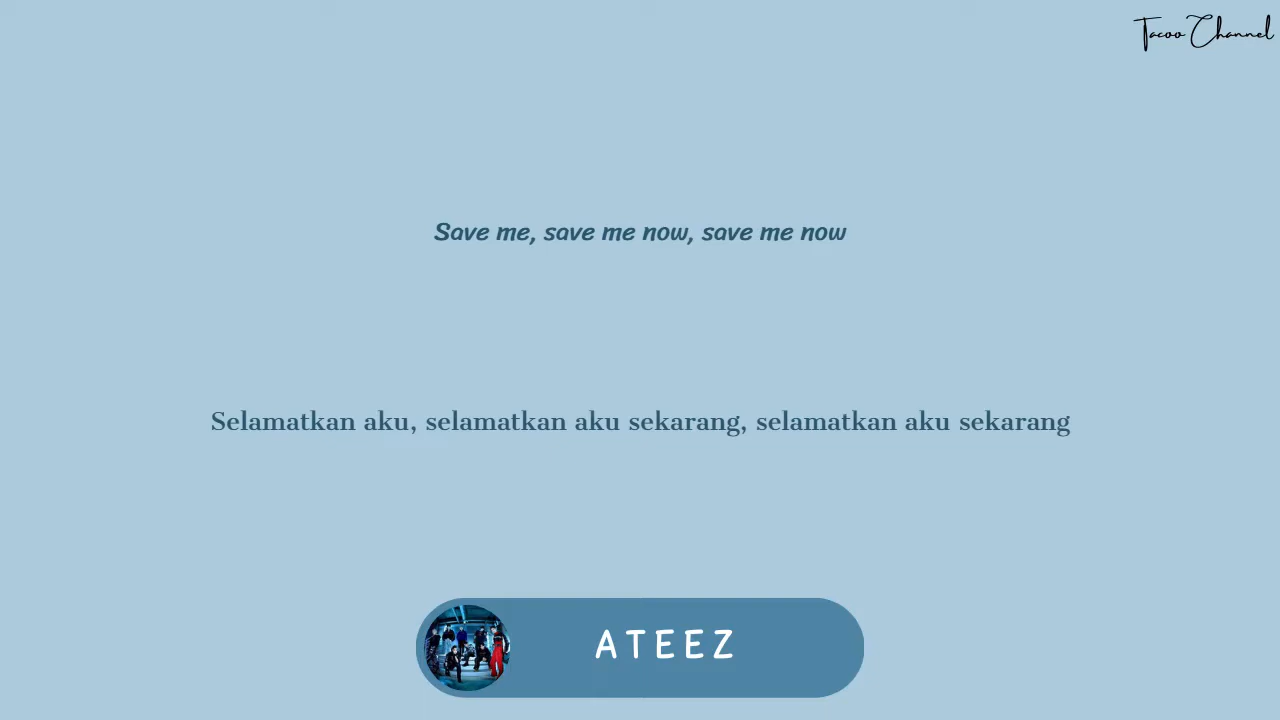 Tacoo Channel
Save me, save me now, save me now
Selamatkan aku, selamatkan aku sekarang, selamatkan aku sekarang
ATEEZ